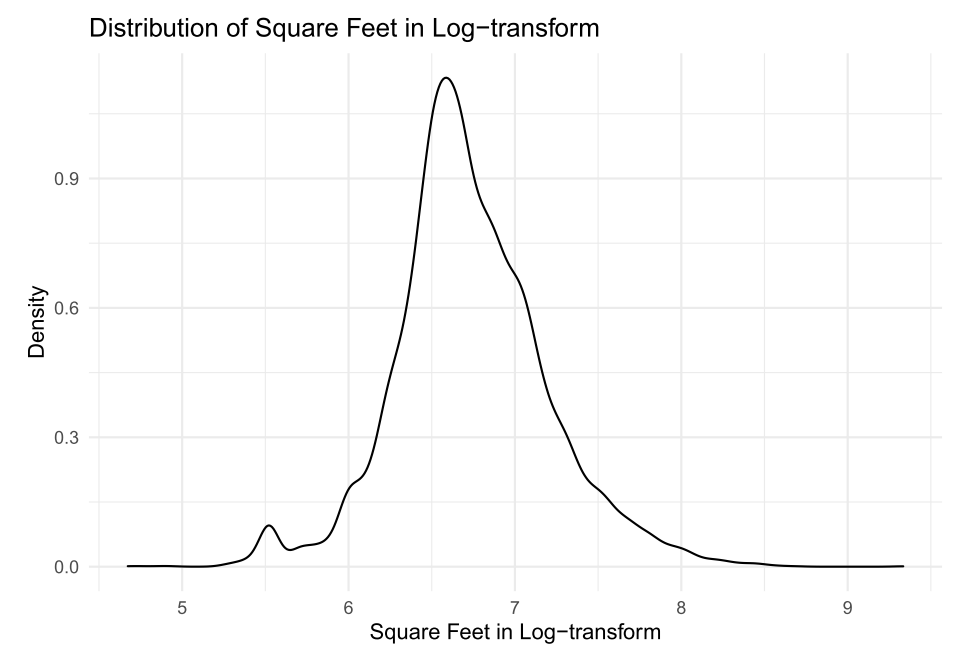 Distribution of Square Feet in Log−transform
0.9
0.6
0.3
0.0
Density
5 6 7 8 9
Square Feet in Log−transform